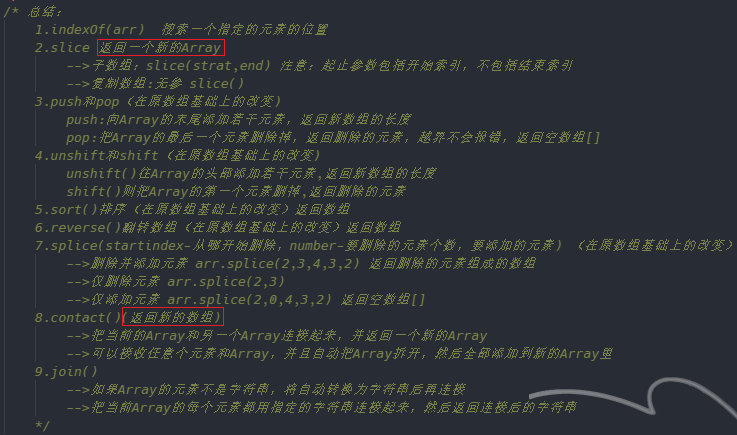 /* 总结：
1.indexOf(arr) 搜索一个指定的元素的位置
2.slice 返回一个新的Array
-->子数组：slice(strat,end) 注意：起止参数包括开始索引，不包括结束索引
-->复制数组:无参 slice()
3.push和pop（在原数组基础上的改变)
push:向Array的末尾添加若干元素，返回新数组的长度
pop:把Array的最后一个元素删除掉，返回删除的元素，越界不会报错，返回空数组[]
4.unshift和shift（在原数组基础上的改变)
unshift()往Array的头部添加若干元素,返回新数组的长度
shift()则把Array的第一个元素删掉,返回删除的元素
5.sort()排序（在原数组基础上的改变）返回数组
6.reverse()翻转数组（在原数组基础上的改变）返回数组
7.splice(startindex-从哪开始删除，number-要删除的元素个数，要添加的元素) （在原数组基础上的改变）
-->删除并添加元素 arr.splice(2,3,4,3,2) 返回删除的元素组成的数组
-->仅删除元素 arr.splice(2,3)
-->仅添加元素 arr.splice(2,0,4,3,2) 返回空数组[]
8.contact()(返回新的数组)
-->把当前的Array和另一个Array连接起来，并返回一个新的Array
-->可以接收任意个元素和Array，并且自动把Array拆开，然后全部添加到新的Array里
9.join()
-->如果Array的元素不是字符串，将自动转换为字符串后再连接
-->把当前Array的每个元素都用指定的字符串连接起来，然后返回连接后的字符串
*/